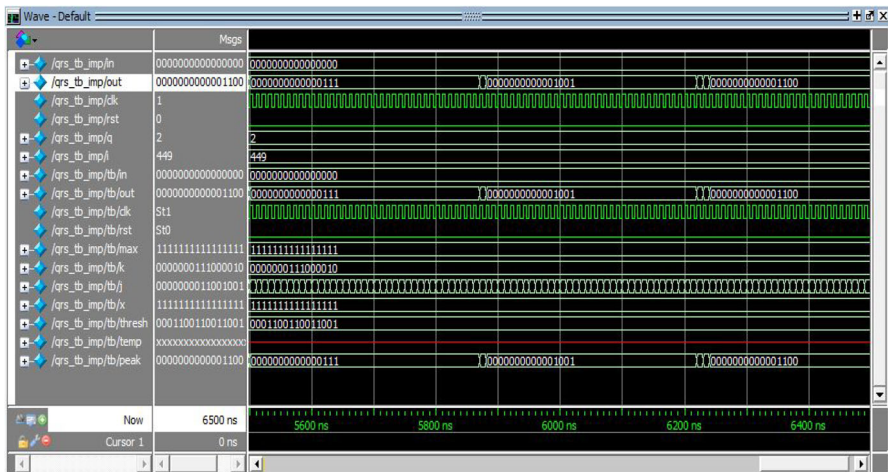 Wave - Default
Msgs
/qrs_tb_imp/in 0000000000000000 0000000000000000
/qrs_tb_imp/out 0000000000001100 0000000000000111 0000000000001001 0000000000001100
/qrs_tb_imp/clk 1
/qrs_tb_imp/rst 0
/qrs_tb_imp/q 2 2
/qrs_tb_imp/i 449 449
/qrs_tb_imp/tb/in 0000000000000000 0000000000000000
/qrs_tb_imp/tb/out 0000000000001100 0000000000000111 0000000000001001 0000000000001100
/qrs_tb_imp/tb/clk St1
/qrs_tb_imp/tb/rst St0
/qrs_tb_imp/tb/max 1111111111111111 1111111111111111
/qrs_tb_imp/tb/k 0000000111000010 0000000111000010
/qrs_tb_imp/tb/j 0000000011001001
/qrs_tb_imp/tb/x 1111111111111111 1111111111111111
/qrs_tb_imp/tb/thresh 0001100110011001 0001100110011001
/qrs_tb_imp/tb/temp xxxxxxxxxxxxxxxx
/qrs_tb_imp/tb/peak 0000000000001100 0000000000000111 0000000000001001 0000000000001100
Now 6500 ns 5600 ns 5800 ns 6000 ns 6200 ns 6400 ns
Cursor 1 0 ns